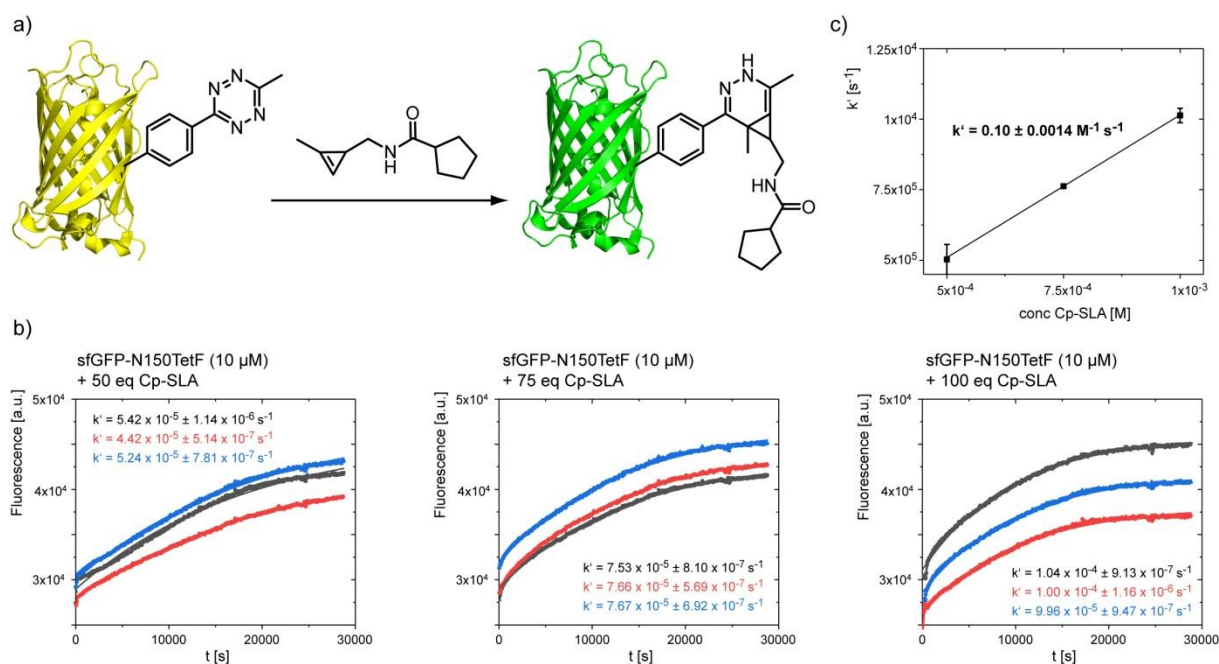 a)
N
N
N
N
O
N
H
H
N
N
HN
O
c)
1.25x10⁴
1x10⁴
7.5x10⁵
5x10⁵
k‘ [s⁻¹]
k‘ = 0.10 ± 0.0014 M⁻¹ s⁻¹
5x10⁻⁴
7.5x10⁻⁴
1x10⁻³
conc Cp-SLA [M]
b)
sfGFP-N150TetF (10 µM)
+ 50 eq Cp-SLA
5x10⁴
4x10⁴
3x10⁴
Fluorescence [a.u.]
k‘ = 5.42 x 10⁻⁵ ± 1.14 x 10⁻⁶ s⁻¹
k‘ = 4.42 x 10⁻⁵ ± 5.14 x 10⁻⁷ s⁻¹
k‘ = 5.24 x 10⁻⁵ ± 7.81 x 10⁻⁷ s⁻¹
0 10000 20000 30000
t [s]
sfGFP-N150TetF (10 µM)
+ 75 eq Cp-SLA
5x10⁴
4x10⁴
3x10⁴
Fluorescence [a.u.]
k‘ = 7.53 x 10⁻⁵ ± 8.10 x 10⁻⁷ s⁻¹
k‘ = 7.66 x 10⁻⁵ ± 5.69 x 10⁻⁷ s⁻¹
k‘ = 7.67 x 10⁻⁵ ± 6.92 x 10⁻⁷ s⁻¹
0 10000 20000 30000
t [s]
sfGFP-N150TetF (10 µM)
+ 100 eq Cp-SLA
5x10⁴
4x10⁴
3x10⁴
Fluorescence [a.u.]
k‘ = 1.04 x 10⁻⁴ ± 9.13 x 10⁻⁷ s⁻¹
k‘ = 1.00 x 10⁻⁴ ± 1.16 x 10⁻⁶ s⁻¹
k‘ = 9.96 x 10⁻⁵ ± 9.47 x 10⁻⁷ s⁻¹
0 10000 20000 30000
t [s]